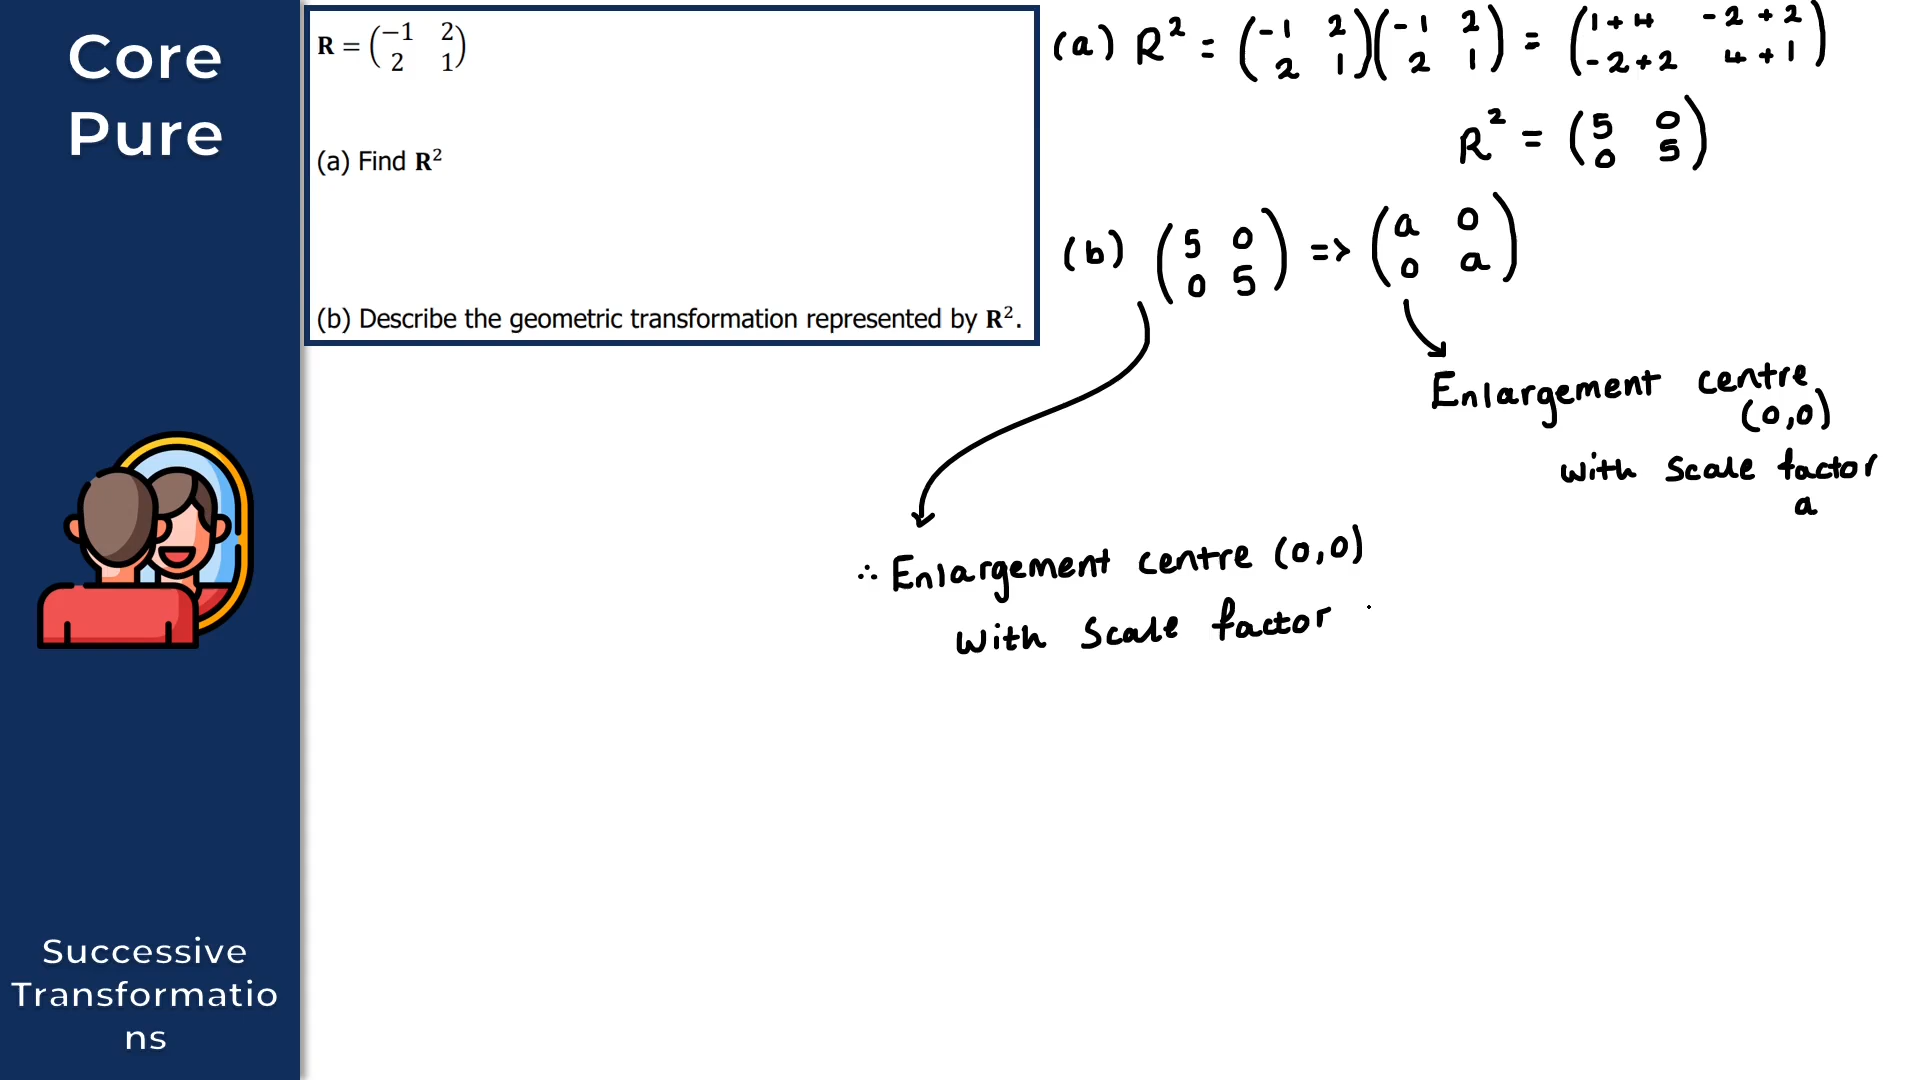 Core
Pure
R = (−1 2
2 1)
(a) Find R²
(b) Describe the geometric transformation represented by R².
(a) R² = (-1 2
2 1)(-1 2
2 1) = (1+4 -2+2
-2+2 4+1)
R² = (5 0
0 5)
(b) (5 0
0 5) => (a 0
0 a)
Enlargement centre
(0,0)
with scale factor
a
∴ Enlargement centre (0,0)
with scale factor
Successive
Transformatio
ns